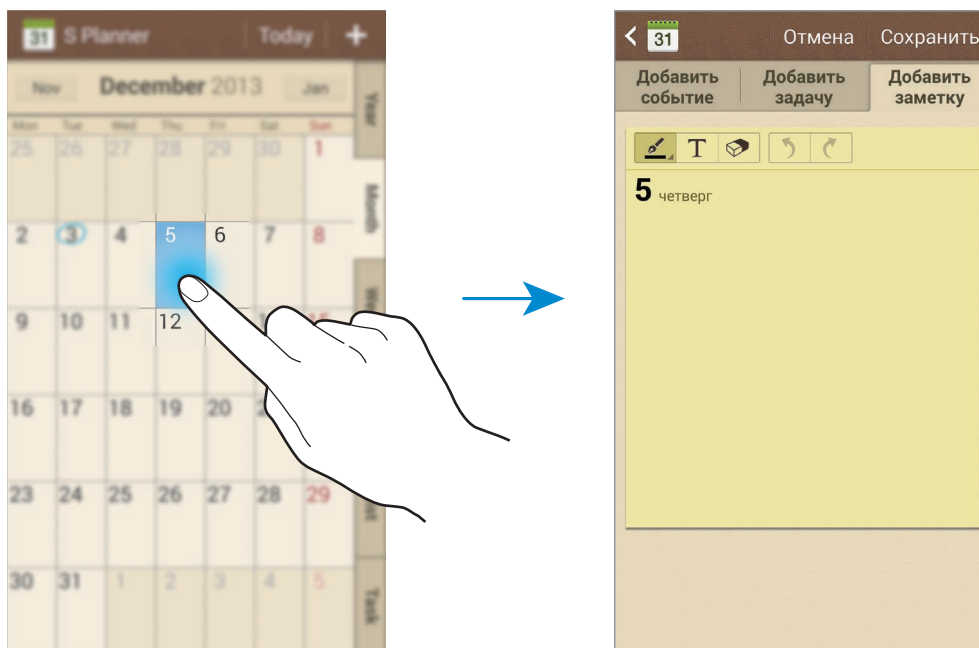 31 S Planner Today +
Nov December 2013 Jan
Year
Mon Tue Wed Thu Fri Sat Sun
25 26 27 28 29 30 1
Month
2 3 4 5 6 7 8
9 10 11 12
16 17 18 19 20
23 24 25 26 27 28 29
30 31 1 2 3 4 5
Task
31 Отмена Сохранить
Добавить событие
Добавить задачу
Добавить заметку
T
5 четверг